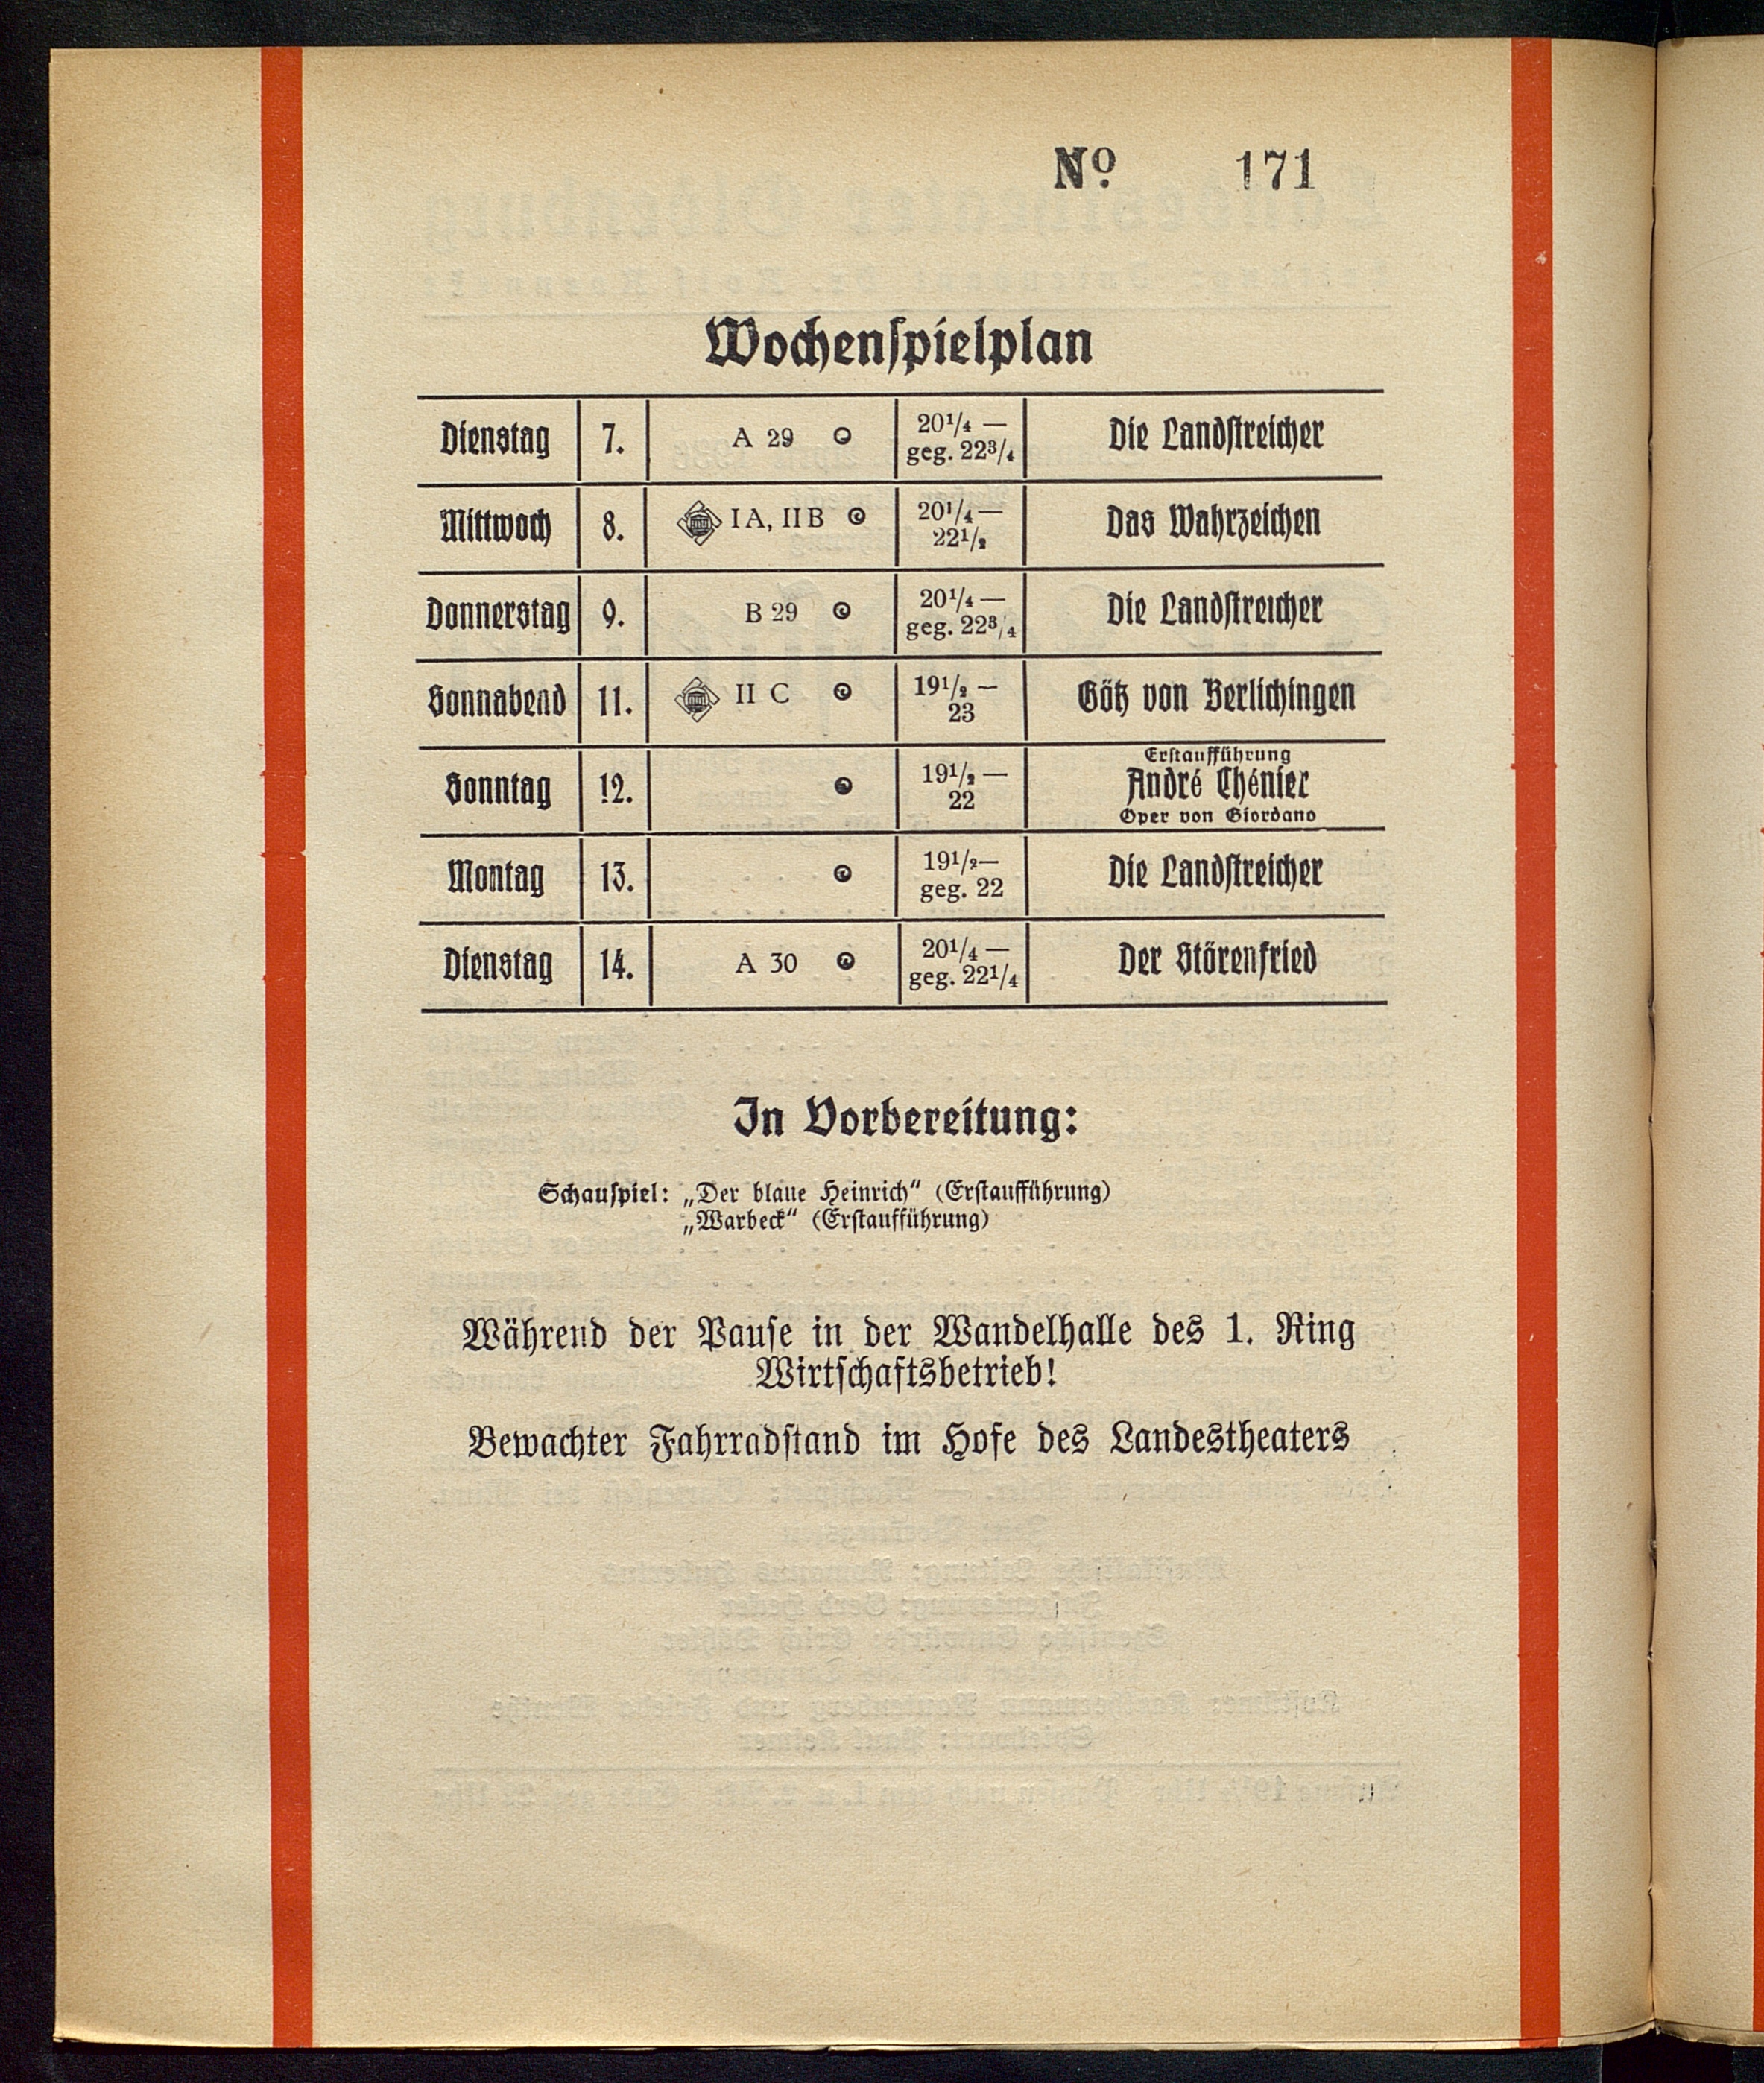 No. 171
Wochenspielplan
Dienstag 7. A 29 20¼ — geg. 22¾ Die Landstreicher
Mittwoch 8. I A, II B 20¼ — 22½ Das Wahrzeichen
Donnerstag 9. B 29 20¼ — geg. 22¾ Die Landstreicher
Sonnabend 11. II C 19½ — 23 Götz von Berlichingen
Sonntag 12. 19½ — 22 Erstaufführung André Chénier Oper von Giordano
Montag 13. 19½— geg. 22 Die Landstreicher
Dienstag 14. A 30 20¼ — geg. 22¼ Der Störenfried
In Vorbereitung:
Schauspiel: „Der blaue Heinrich“ (Erstaufführung)
„Warbeck“ (Erstaufführung)
Während der Pause in der Wandelhalle des 1. Ring
Wirtschaftsbetrieb!
Bewachter Fahrradstand im Hofe des Landestheaters